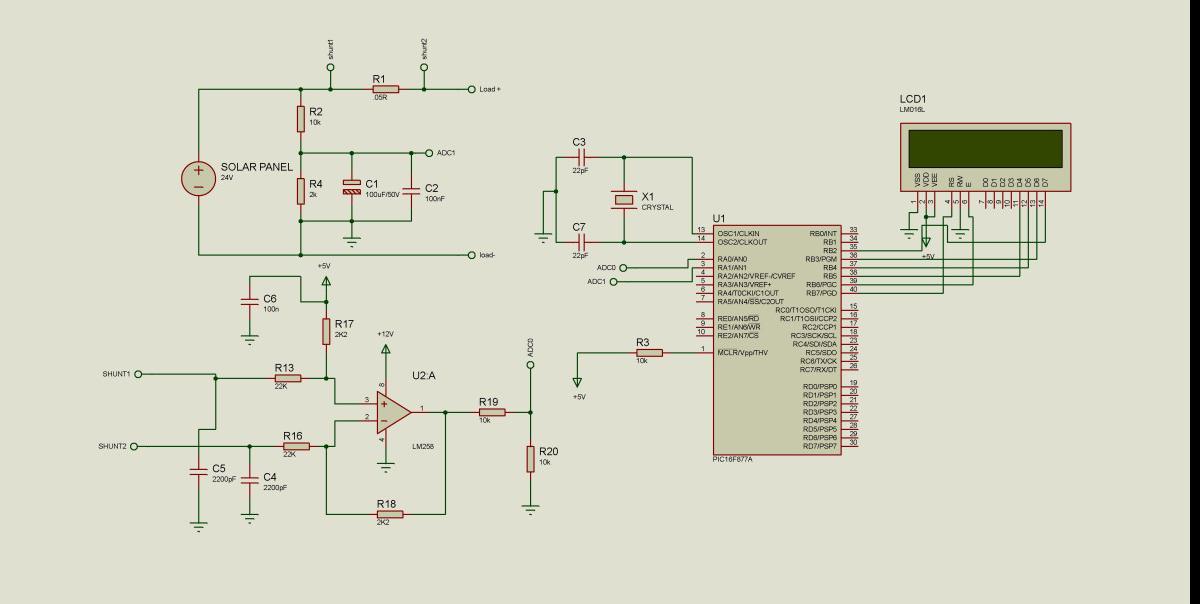 shunt1
shunt2
R1
.05R
Load +
R2
10k
ADC1
SOLAR PANEL
24V
R4
2k
C1
100uF/50V
C2
100nF
load-
+5V
C6
100n
R17
2K2
+12V
SHUNT1
R13
22K
U2:A
8
3
2
1
4
LM258
SHUNT2
R16
22K
C5
2200pF
C4
2200pF
R18
2K2
R19
10k
ADC0
R20
10k
C3
22pF
X1
CRYSTAL
C7
22pF
ADC0
ADC1
R3
10k
+5V
U1
13 OSC1/CLKIN RB0/INT 33
14 OSC2/CLKOUT RB1 34
RB2 35
2 RA0/AN0 RB3/PGM 36
3 RA1/AN1 RB4 37
4 RA2/AN2/VREF-/CVREF RB5 38
5 RA3/AN3/VREF+ RB6/PGC 39
6 RA4/T0CKI/C1OUT RB7/PGD 40
7 RA5/AN4/SS/C2OUT
RC0/T1OSO/T1CKI 15
8 RE0/AN5/RD RC1/T1OSI/CCP2 16
9 RE1/AN6/WR RC2/CCP1 17
10 RE2/AN7/CS RC3/SCK/SCL 18
RC4/SDI/SDA 23
1 MCLR/Vpp/THV RC5/SDO 24
RC6/TX/CK 25
RC7/RX/DT 26
RD0/PSP0 19
RD1/PSP1 20
RD2/PSP2 21
RD3/PSP3 22
RD4/PSP4 27
RD5/PSP5 28
RD6/PSP6 29
RD7/PSP7 30
PIC16F877A
LCD1
LM016L
VSS VDD VEE RS RW E D0 D1 D2 D3 D4 D5 D6 D7
1 2 3 4 5 6 7 8 9 10 11 12 13 14
+5V